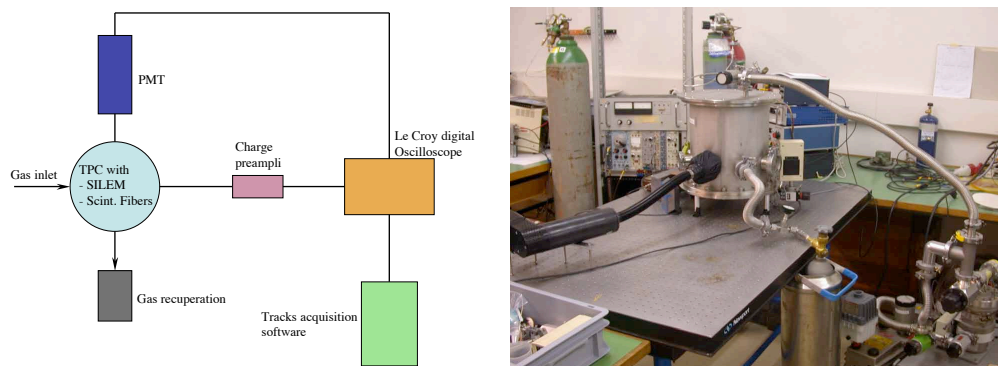 PMT
Le Croy digital
Oscilloscope
Charge
preampli
Gas inlet
TPC with
- SILEM
- Scint. Fibers
Gas recuperation
Tracks acquisition
software
Newport